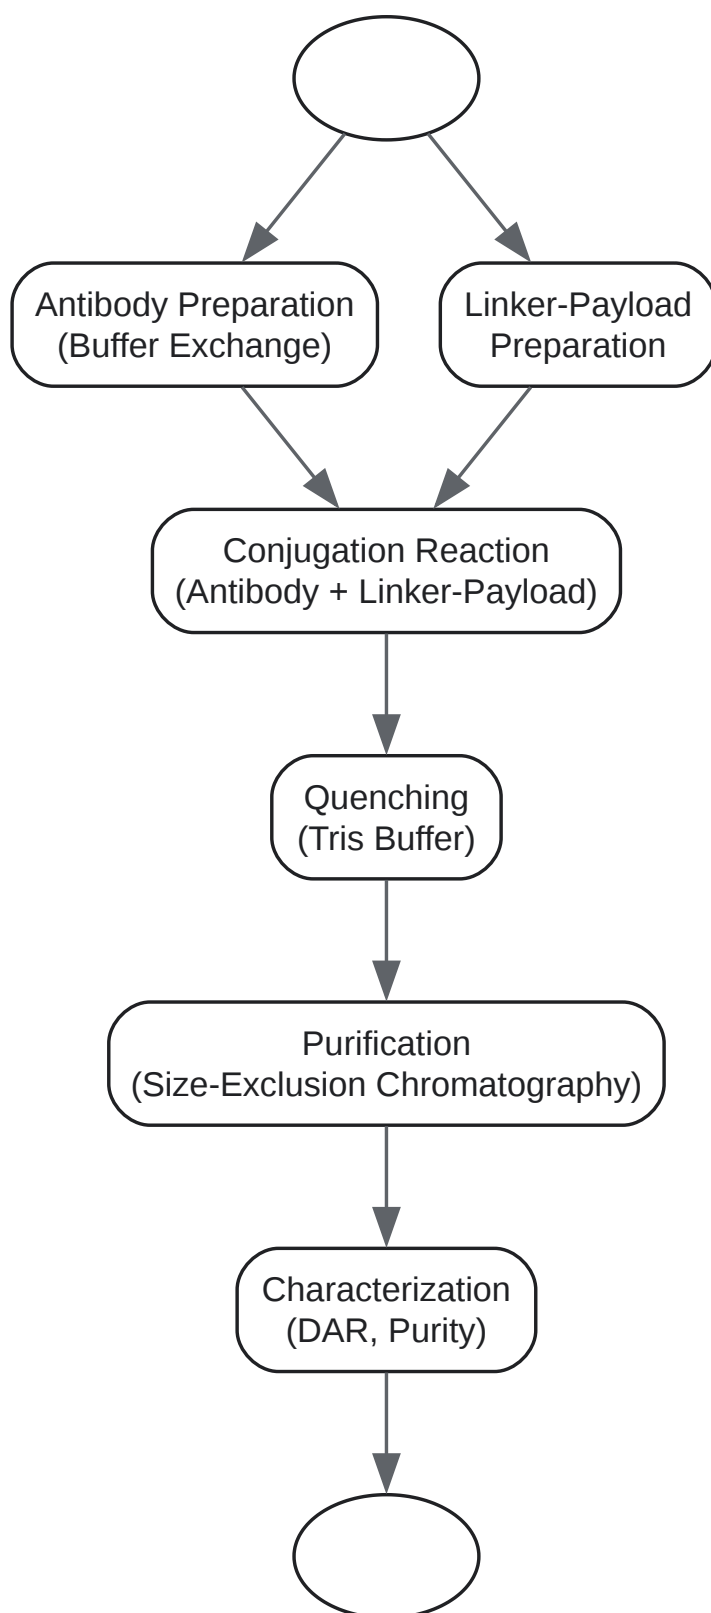 Antibody Preparation
(Buffer Exchange)
Linker-Payload
Preparation
Conjugation Reaction
(Antibody + Linker-Payload)
Quenching
(Tris Buffer)
Purification
(Size-Exclusion Chromatography)
Characterization
(DAR, Purity)